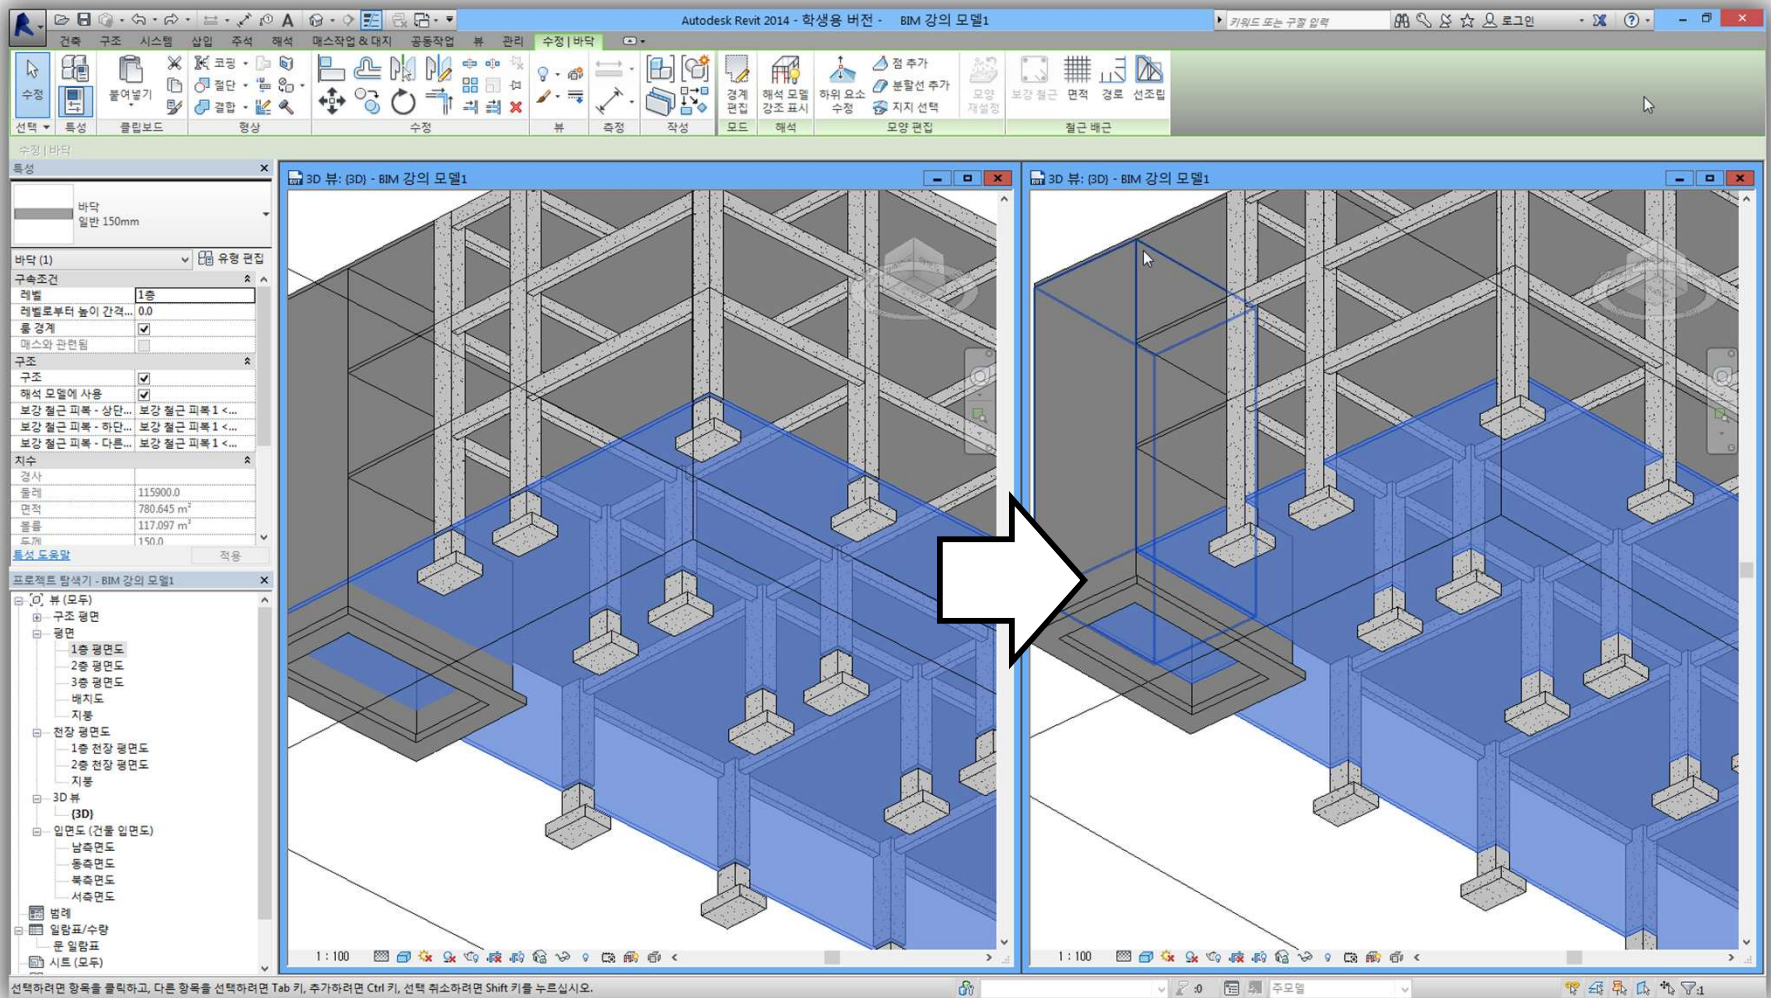 Autodesk Revit 2014 - 학생용 버전 - BIM 강의 모델1
키워드 또는 구절 입력
로그인
건축 구조 시스템 삽입 주석 해석 매스작업 & 대지 공동작업 뷰 관리 수정 | 바닥
수정
붙여넣기
코핑
절단
결합
경계 편집
해석 모델 강조 표시
하위 요소 수정
점 추가
분할선 추가
지지 선택
모양 재설정
보강 철근
면적
경로
선조립
선택 특성 클립보드 형상 수정 뷰 측정 작성 모드 해석 모양 편집 철근 배근
수정 | 바닥
특성
바닥
일반 150mm
바닥 (1) 유형 편집
구속조건
레벨 1층
레벨로부터 높이 간격... 0.0
룸 경계
매스와 관련됨
구조
구조
해석 모델에 사용
보강 철근 피복 - 상단... 보강 철근 피복 1 <...
보강 철근 피복 - 하단... 보강 철근 피복 1 <...
보강 철근 피복 - 다른... 보강 철근 피복 1 <...
치수
경사
둘레 115900.0
면적 780.645 m²
볼륨 117.097 m³
두께 150.0
특성 도움말 적용
프로젝트 탐색기 - BIM 강의 모델1
뷰 (모두)
구조 평면
평면
1층 평면도
2층 평면도
3층 평면도
배치도
지붕
천장 평면도
1층 천장 평면도
2층 천장 평면도
지붕
3D 뷰
{3D}
입면도 (건물 입면도)
남측면도
동측면도
북측면도
서측면도
범례
일람표/수량
문 일람표
시트 (모두)
3D 뷰: {3D} - BIM 강의 모델1
1 : 100
3D 뷰: {3D} - BIM 강의 모델1
1 : 100
선택하려면 항목을 클릭하고, 다른 항목을 선택하려면 Tab 키, 추가하려면 Ctrl 키, 선택 취소하려면 Shift 키를 누르십시오.
:0
주모델
:1